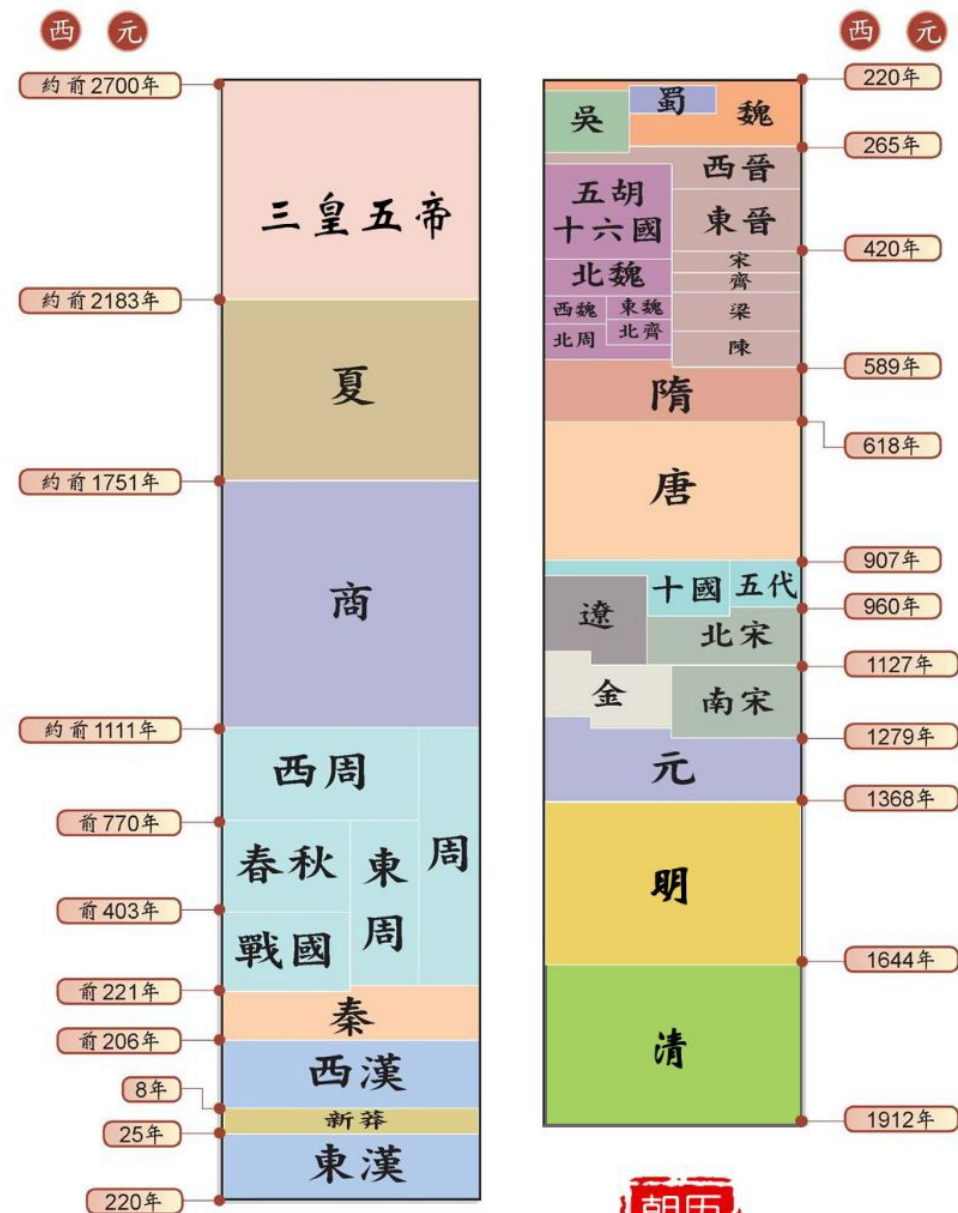 西 元
約前2700年
三皇五帝
約前2183年
夏
約前1751年
商
約前1111年
西周
周
前770年
春秋
東周
前403年
戰國
前221年
秦
前206年
西漢
8年
新莽
25年
東漢
220年
西 元
220年
吳
蜀
魏
265年
西晉
五胡
十六國
東晉
420年
宋
北魏
齊
西魏
東魏
梁
北周
北齊
陳
589年
隋
618年
唐
907年
十國
五代
遼
960年
北宋
1127年
金
南宋
1279年
元
1368年
明
1644年
清
1912年